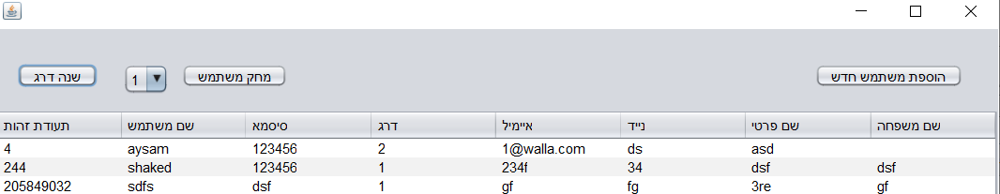 שנה דרג 1 מחק משתמש הוספת משתמש חדש
תעודת זהות שם משתמש סיסמא דרג איימיל נייד שם פרטי שם משפחה
4 aysam 123456 2 1@walla.com ds asd
244 shaked 123456 1 234f 34 dsf dsf
205849032 sdfs dsf 1 gf fg 3re gf